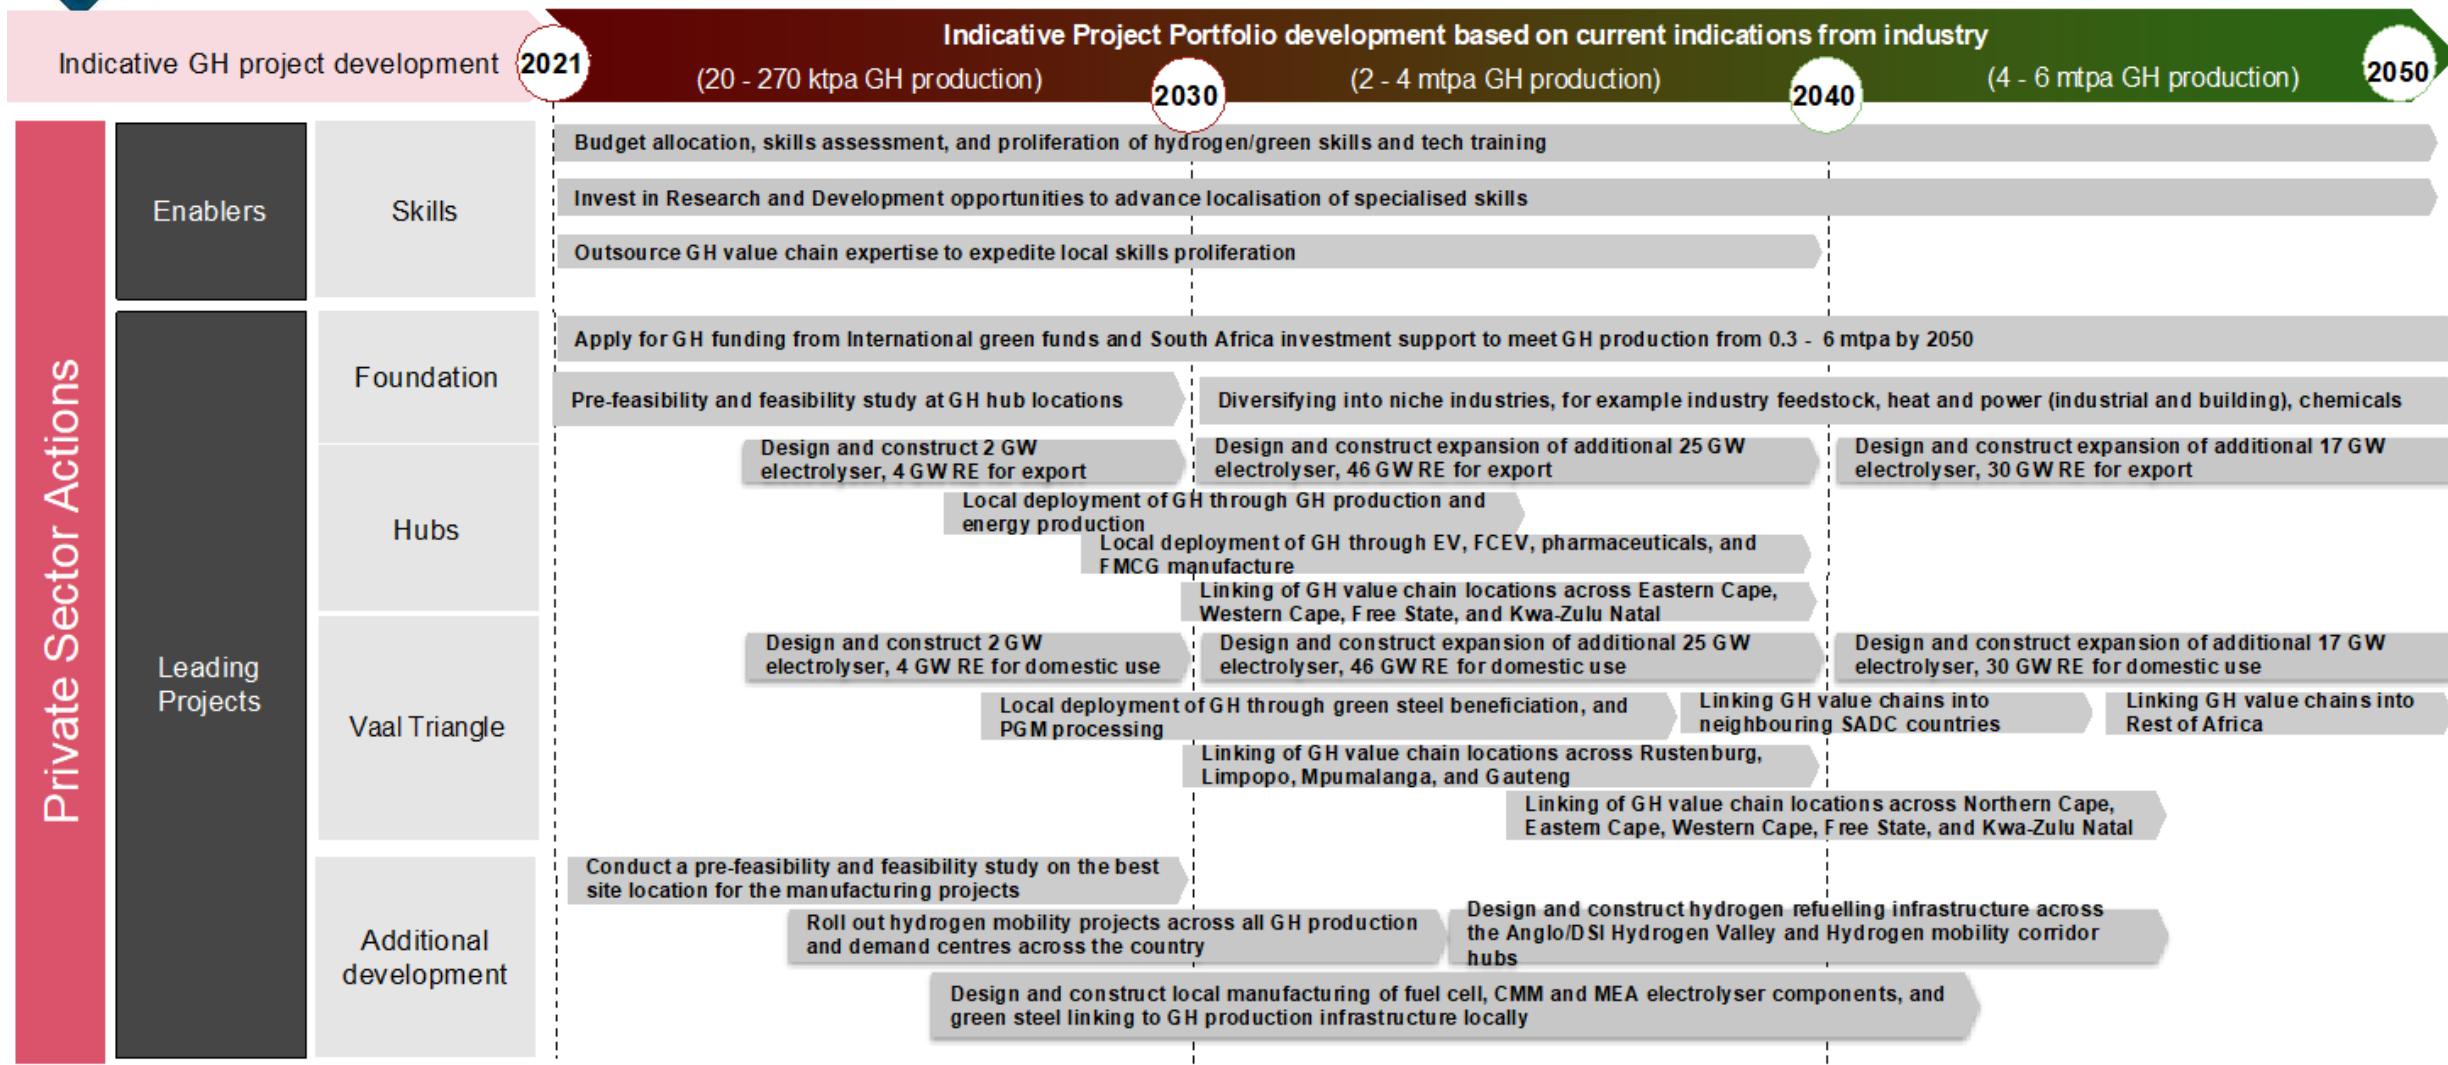 Indicative Project Portfolio development based on current indications from industry
Indicative GH project development
2021
(20 - 270 ktpa GH production)
2030
(2 - 4 mtpa GH production)
2040
(4 - 6 mtpa GH production)
2050
Private Sector Actions
Enablers
Skills
Budget allocation, skills assessment, and proliferation of hydrogen/green skills and tech training
Invest in Research and Development opportunities to advance localisation of specialised skills
Outsource GH value chain expertise to expedite local skills proliferation
Leading
Projects
Foundation
Apply for GH funding from International green funds and South Africa investment support to meet GH production from 0.3 - 6 mtpa by 2050
Pre-feasibility and feasibility study at GH hub locations
Diversifying into niche industries, for example industry feedstock, heat and power (industrial and building), chemicals
Hubs
Design and construct 2 GW
electrolyser, 4 GW RE for export
Design and construct expansion of additional 25 GW
electrolyser, 46 GW RE for export
Design and construct expansion of additional 17 GW
electrolyser, 30 GW RE for export
Local deployment of GH through GH production and
energy production
Local deployment of GH through EV, FCEV, pharmaceuticals, and
FMCG manufacture
Linking of GH value chain locations across Eastern Cape,
Western Cape, Free State, and Kwa-Zulu Natal
Vaal Triangle
Design and construct 2 GW
electrolyser, 4 GW RE for domestic use
Design and construct expansion of additional 25 GW
electrolyser, 46 GW RE for domestic use
Design and construct expansion of additional 17 GW
electrolyser, 30 GW RE for domestic use
Local deployment of GH through green steel beneficiation, and
PGM processing
Linking GH value chains into
neighbouring SADC countries
Linking GH value chains into
Rest of Africa
Linking of GH value chain locations across Rustenburg,
Limpopo, Mpumalanga, and Gauteng
Linking of GH value chain locations across Northern Cape,
Eastern Cape, Western Cape, Free State, and Kwa-Zulu Natal
Additional
development
Conduct a pre-feasibility and feasibility study on the best
site location for the manufacturing projects
Roll out hydrogen mobility projects across all GH production
and demand centres across the country
Design and construct hydrogen refuelling infrastructure across
the Anglo/DSI Hydrogen Valley and Hydrogen mobility corridor
hubs
Design and construct local manufacturing of fuel cell, CMM and MEA electrolyser components, and
green steel linking to GH production infrastructure locally